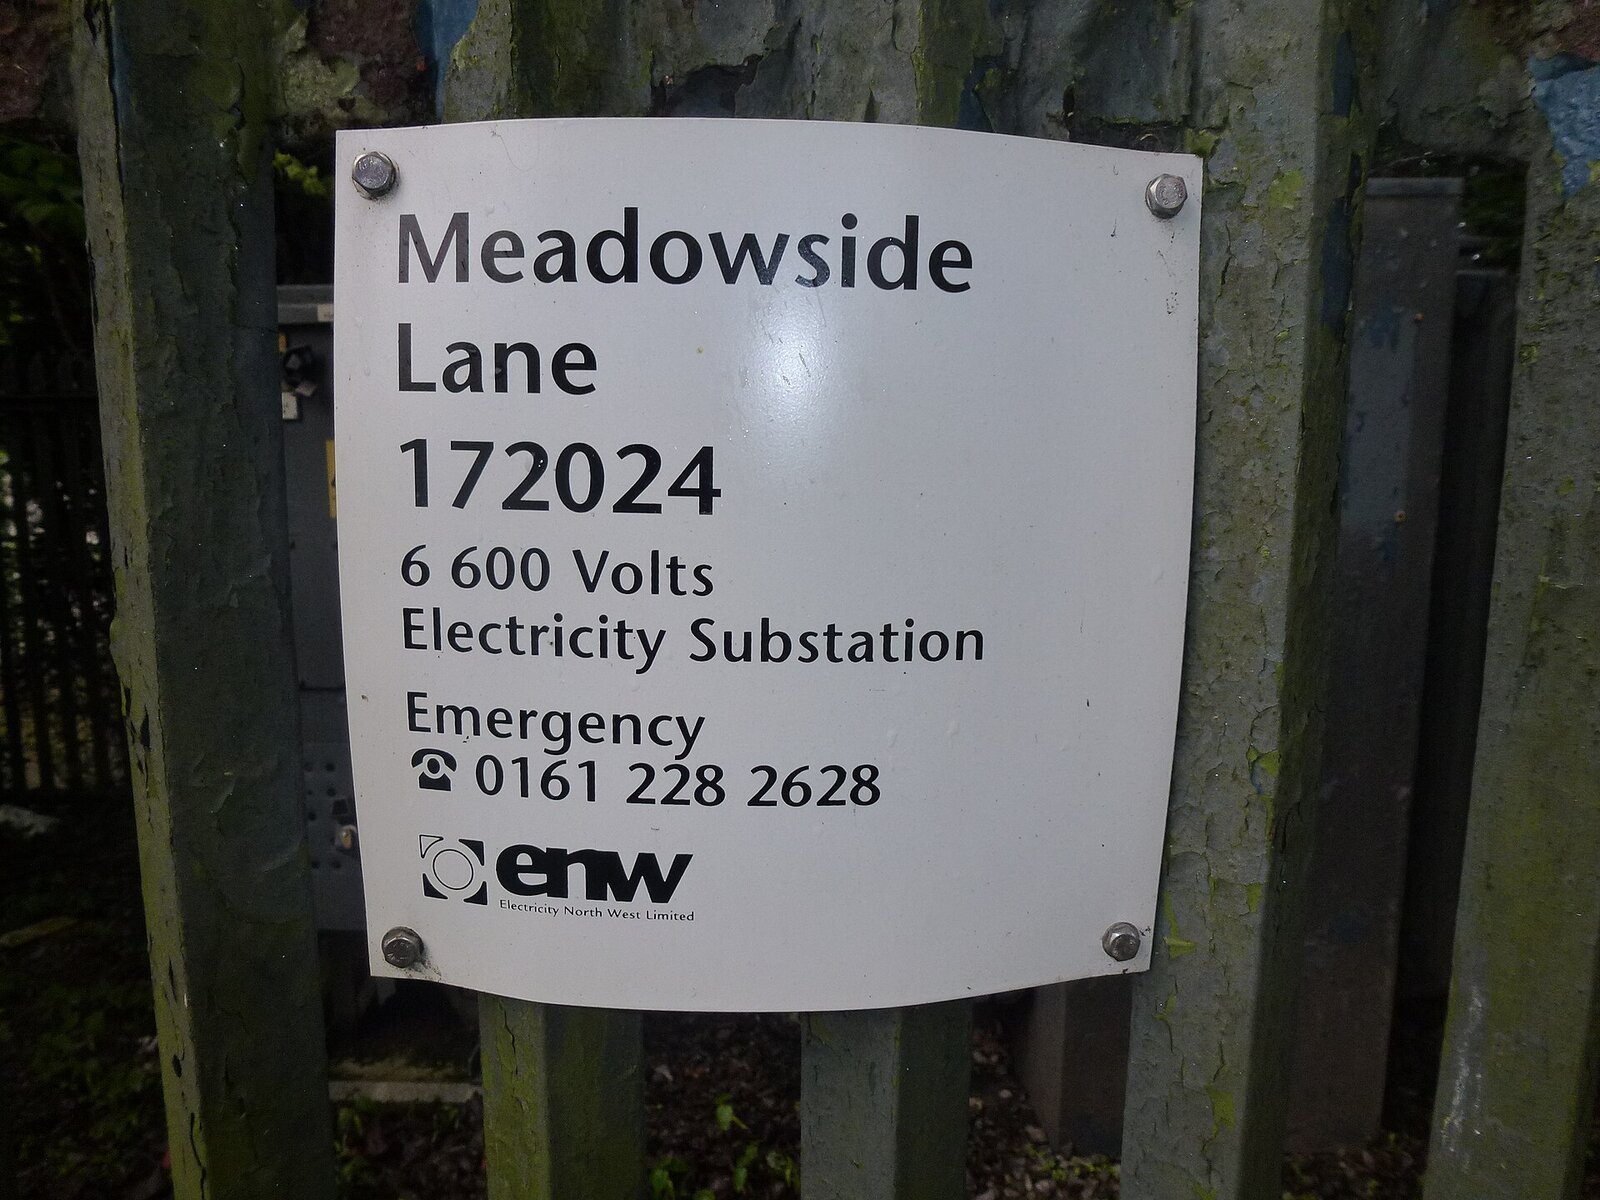 Meadowside
Lane
172024
6 600 Volts
Electricity Substation
Emergency
☎ 0161 228 2628
enw
Electricity North West Limited